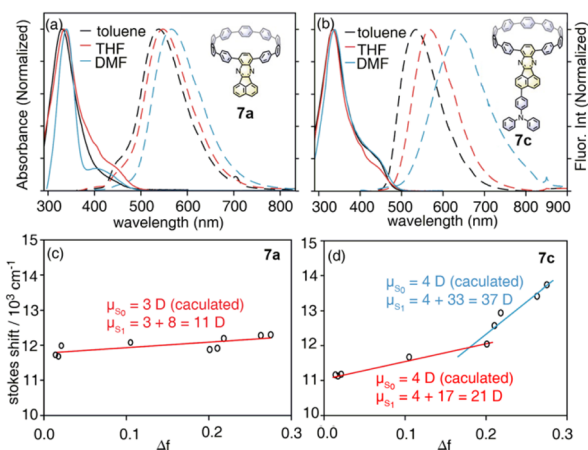 (a)
toluene
THF
DMF
7a
Absorbance (Normalized)
300 400 500 600 700 800
wavelength (nm)
(b)
toluene
THF
DMF
N
7c
Fluor. Int (Normalized)
300 400 500 600 700 800 900
wavelength (nm)
(c)
7a
μS₀ = 3 D (caculated)
μS₁ = 3 + 8 = 11 D
stokes shift / 10³ cm⁻¹
15
14
13
12
11
10
0.0 0.1 0.2 0.3
Δf
(d)
7c
μS₀ = 4 D (caculated)
μS₁ = 4 + 33 = 37 D
μS₀ = 4 D (caculated)
μS₁ = 4 + 17 = 21 D
15
14
13
12
11
10
0.0 0.1 0.2 0.3
Δf